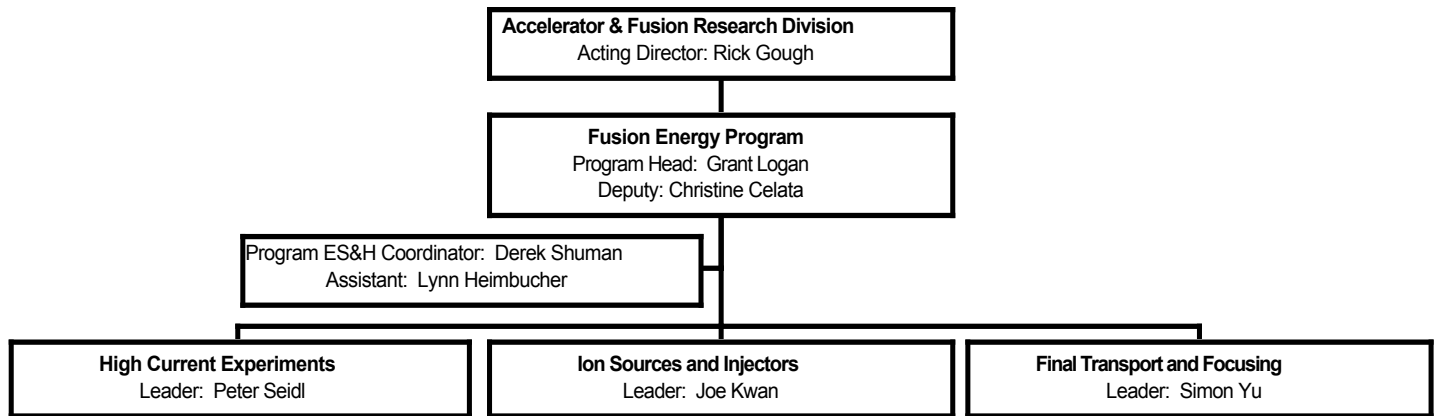 Accelerator & Fusion Research Division
Acting Director: Rick Gough
Fusion Energy Program
Program Head: Grant Logan
Deputy: Christine Celata
Program ES&H Coordinator: Derek Shuman
Assistant: Lynn Heimbucher
High Current Experiments
Leader: Peter Seidl
Ion Sources and Injectors
Leader: Joe Kwan
Final Transport and Focusing
Leader: Simon Yu